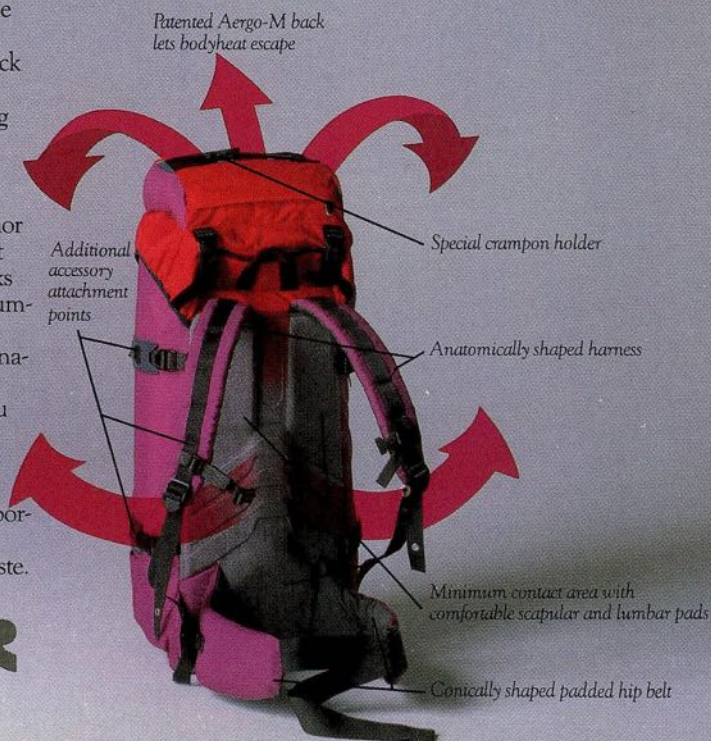 Patented Aergo-M back
lets bodyheat escape
Special crampon holder
Additional
accessory
attachment
points
Anatomically shaped harness
Minimum contact area with
comfortable scapular and lumbar pads
Conically shaped padded hip belt